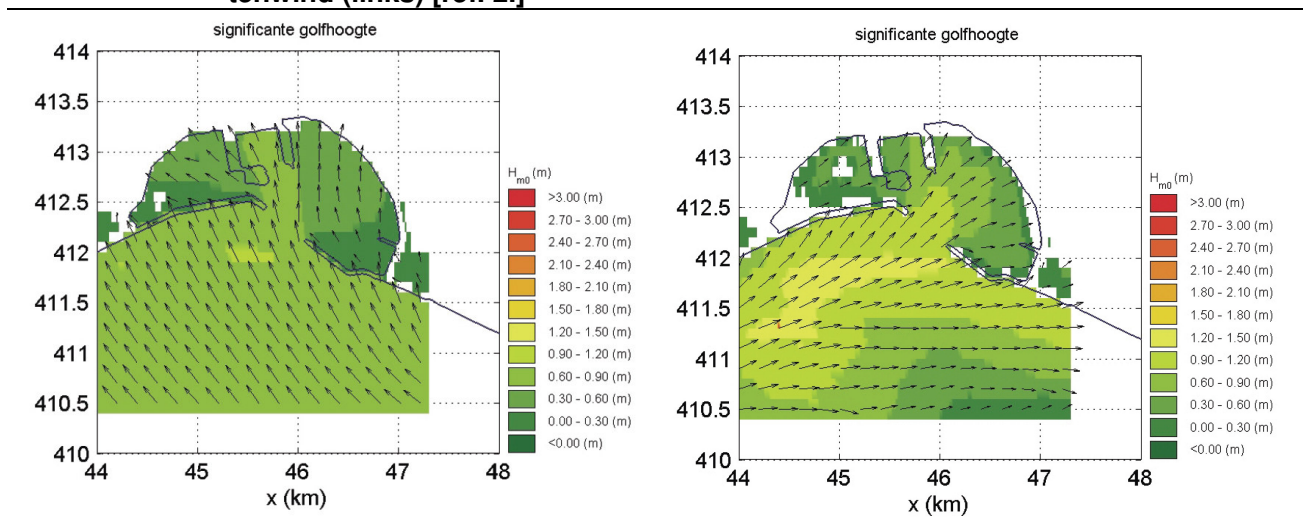 tenwind (links) [ref. 2.]
significante golfhoogte
414
413.5
413
412.5
412
411.5
411
410.5
410
44 45 46 47 48
x (km)
Hm0 (m)
>3.00 (m)
2.70 - 3.00 (m)
2.40 - 2.70 (m)
2.10 - 2.40 (m)
1.80 - 2.10 (m)
1.50 - 1.80 (m)
1.20 - 1.50 (m)
0.90 - 1.20 (m)
0.60 - 0.90 (m)
0.30 - 0.60 (m)
0.00 - 0.30 (m)
<0.00 (m)
significante golfhoogte
414
413.5
413
412.5
412
411.5
411
410.5
410
44 45 46 47 48
x (km)
Hm0 (m)
>3.00 (m)
2.70 - 3.00 (m)
2.40 - 2.70 (m)
2.10 - 2.40 (m)
1.80 - 2.10 (m)
1.50 - 1.80 (m)
1.20 - 1.50 (m)
0.90 - 1.20 (m)
0.60 - 0.90 (m)
0.30 - 0.60 (m)
0.00 - 0.30 (m)
<0.00 (m)